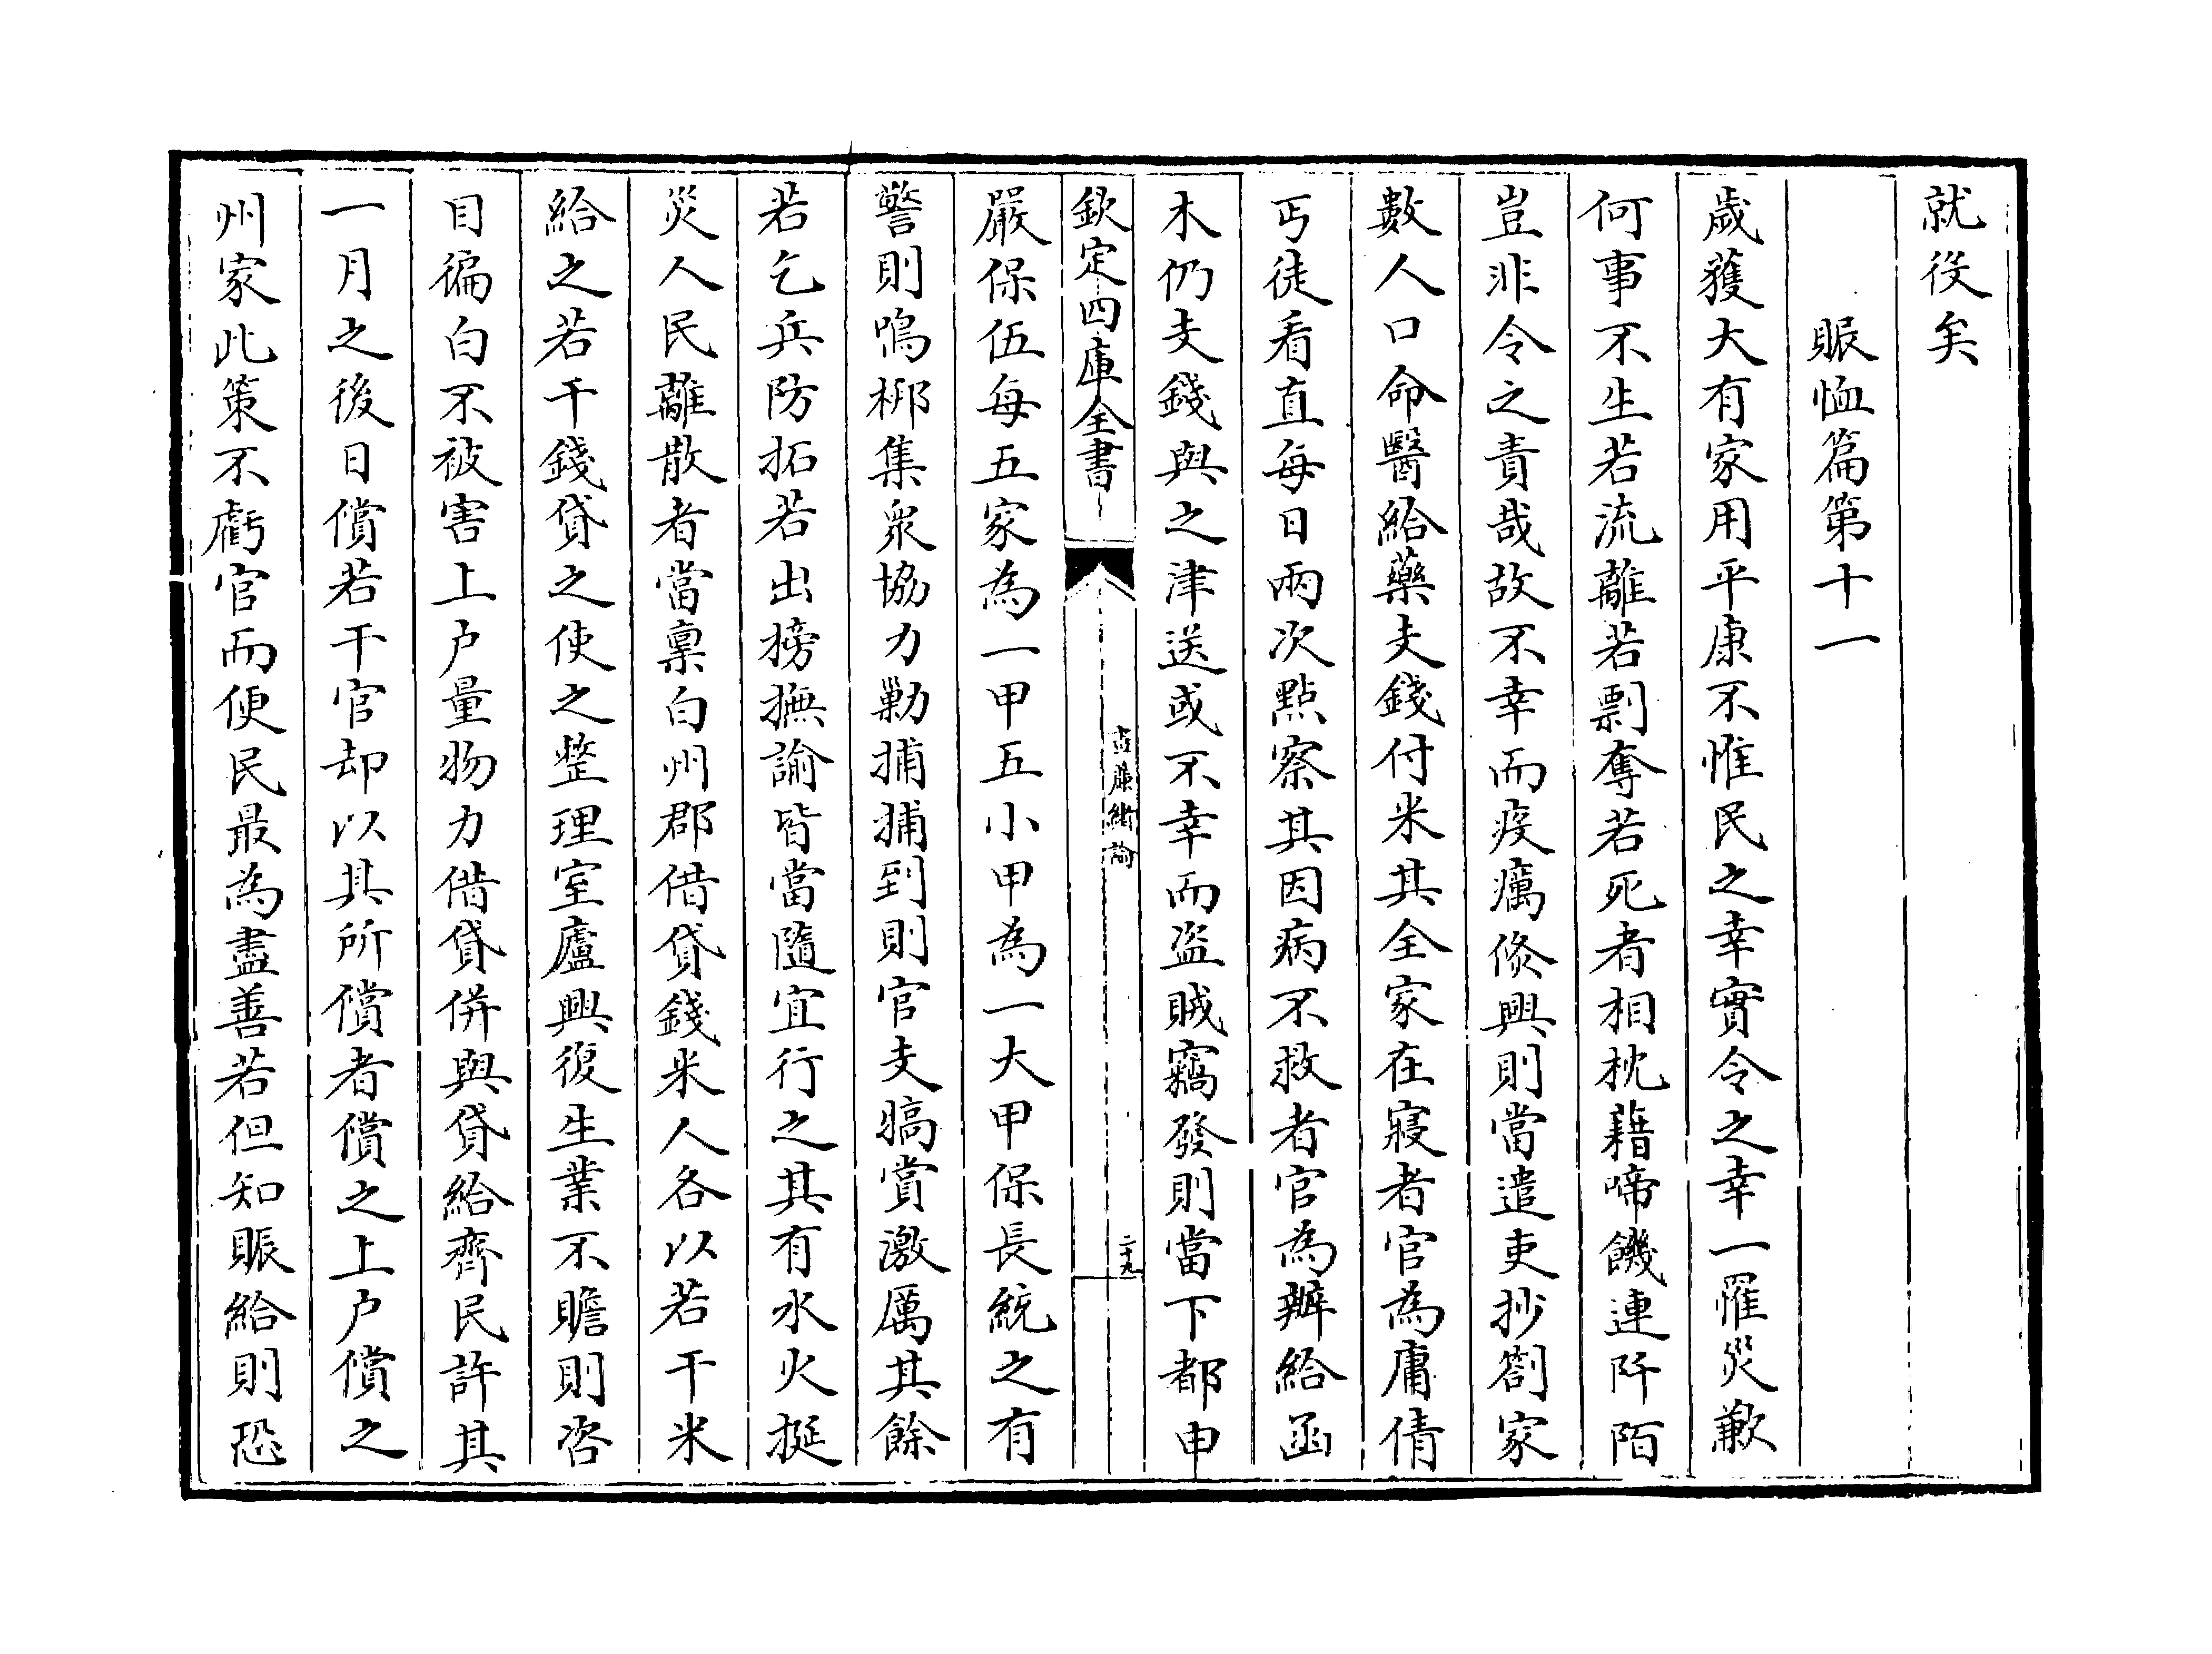 就役矣
賑恤篇第十一
歲獲大有家用平康不惟民之幸實令之幸一罹災歉
何事不生若流離若剽奪若死者相枕藉啼饑連阡陌
豈非令之責哉故不幸而疫癘倐興則當遣吏抄劄家
數人口命醫給藥支錢付米其全家在寢者官為庸倩
丐徒看直每日兩次點察其因病不救者官為辦給函
木仍支錢與之津送或不幸而盜賊竊發則當下都申
欽定四庫全書
晝簾緒論
二十九
嚴保伍每五家為一甲五小甲為一大甲保長統之有
警則鳴梆集衆協力勦捕捕到則官支犒賞激厲其餘
若乞兵防拓若出榜撫諭皆當隨宜行之其有水火挻
災人民離散者當稟白州郡借貸錢米人各以若干米
給之若干錢貸之使之整理室廬興復生業不贍則咨
目徧白不被害上户量物力借貸併與貸給齊民許其
一月之後日償若干官却以其所償者償之上户償之
州家此策不虧官而便民最為盡善若但知賑給則恐